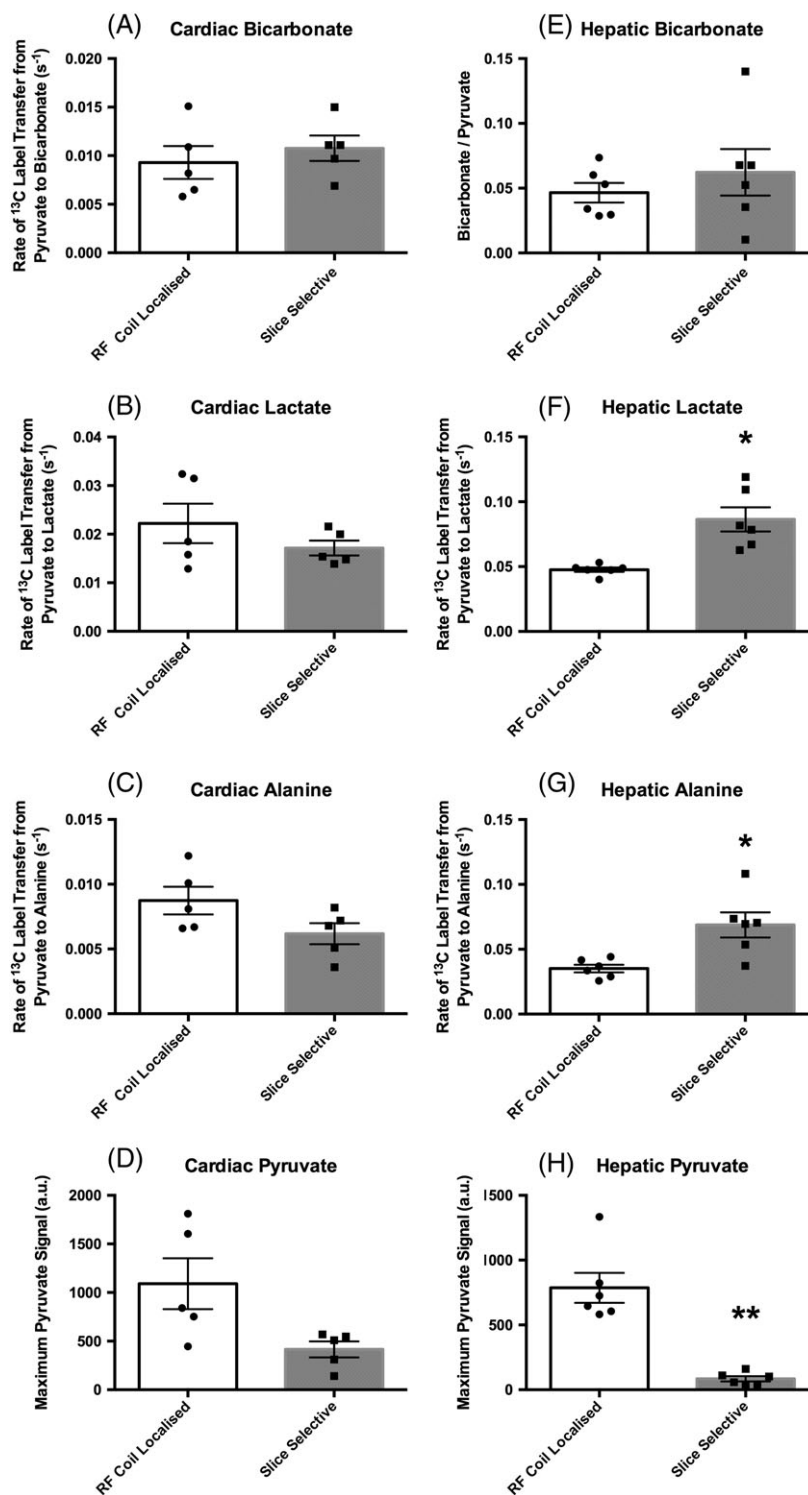 (A) Cardiac Bicarbonate
Rate of ¹³C Label Transfer from
Pyruvate to Bicarbonate (s⁻¹)
0.020
0.015
0.010
0.005
0.000
RF Coil Localised
Slice Selective
(E) Hepatic Bicarbonate
Bicarbonate / Pyruvate
0.15
0.10
0.05
0.00
RF Coil Localised
Slice Selective
(B) Cardiac Lactate
Rate of ¹³C Label Transfer from
Pyruvate to Lactate (s⁻¹)
0.04
0.03
0.02
0.01
0.00
RF Coil Localised
Slice Selective
(F) Hepatic Lactate
Rate of ¹³C Label Transfer from
Pyruvate to Lactate (s⁻¹)
0.15
0.10
0.05
0.00
*
RF Coil Localised
Slice Selective
(C) Cardiac Alanine
Rate of ¹³C Label Transfer from
Pyruvate to Alanine (s⁻¹)
0.015
0.010
0.005
0.000
RF Coil Localised
Slice Selective
(G) Hepatic Alanine
Rate of ¹³C Label Transfer from
Pyruvate to Alanine (s⁻¹)
0.15
0.10
0.05
0.00
*
RF Coil Localised
Slice Selective
(D) Cardiac Pyruvate
Maximum Pyruvate Signal (a.u.)
2000
1500
1000
500
0
RF Coil Localised
Slice Selective
(H) Hepatic Pyruvate
Maximum Pyruvate Signal (a.u.)
1500
1000
500
0
**
RF Coil Localised
Slice Selective